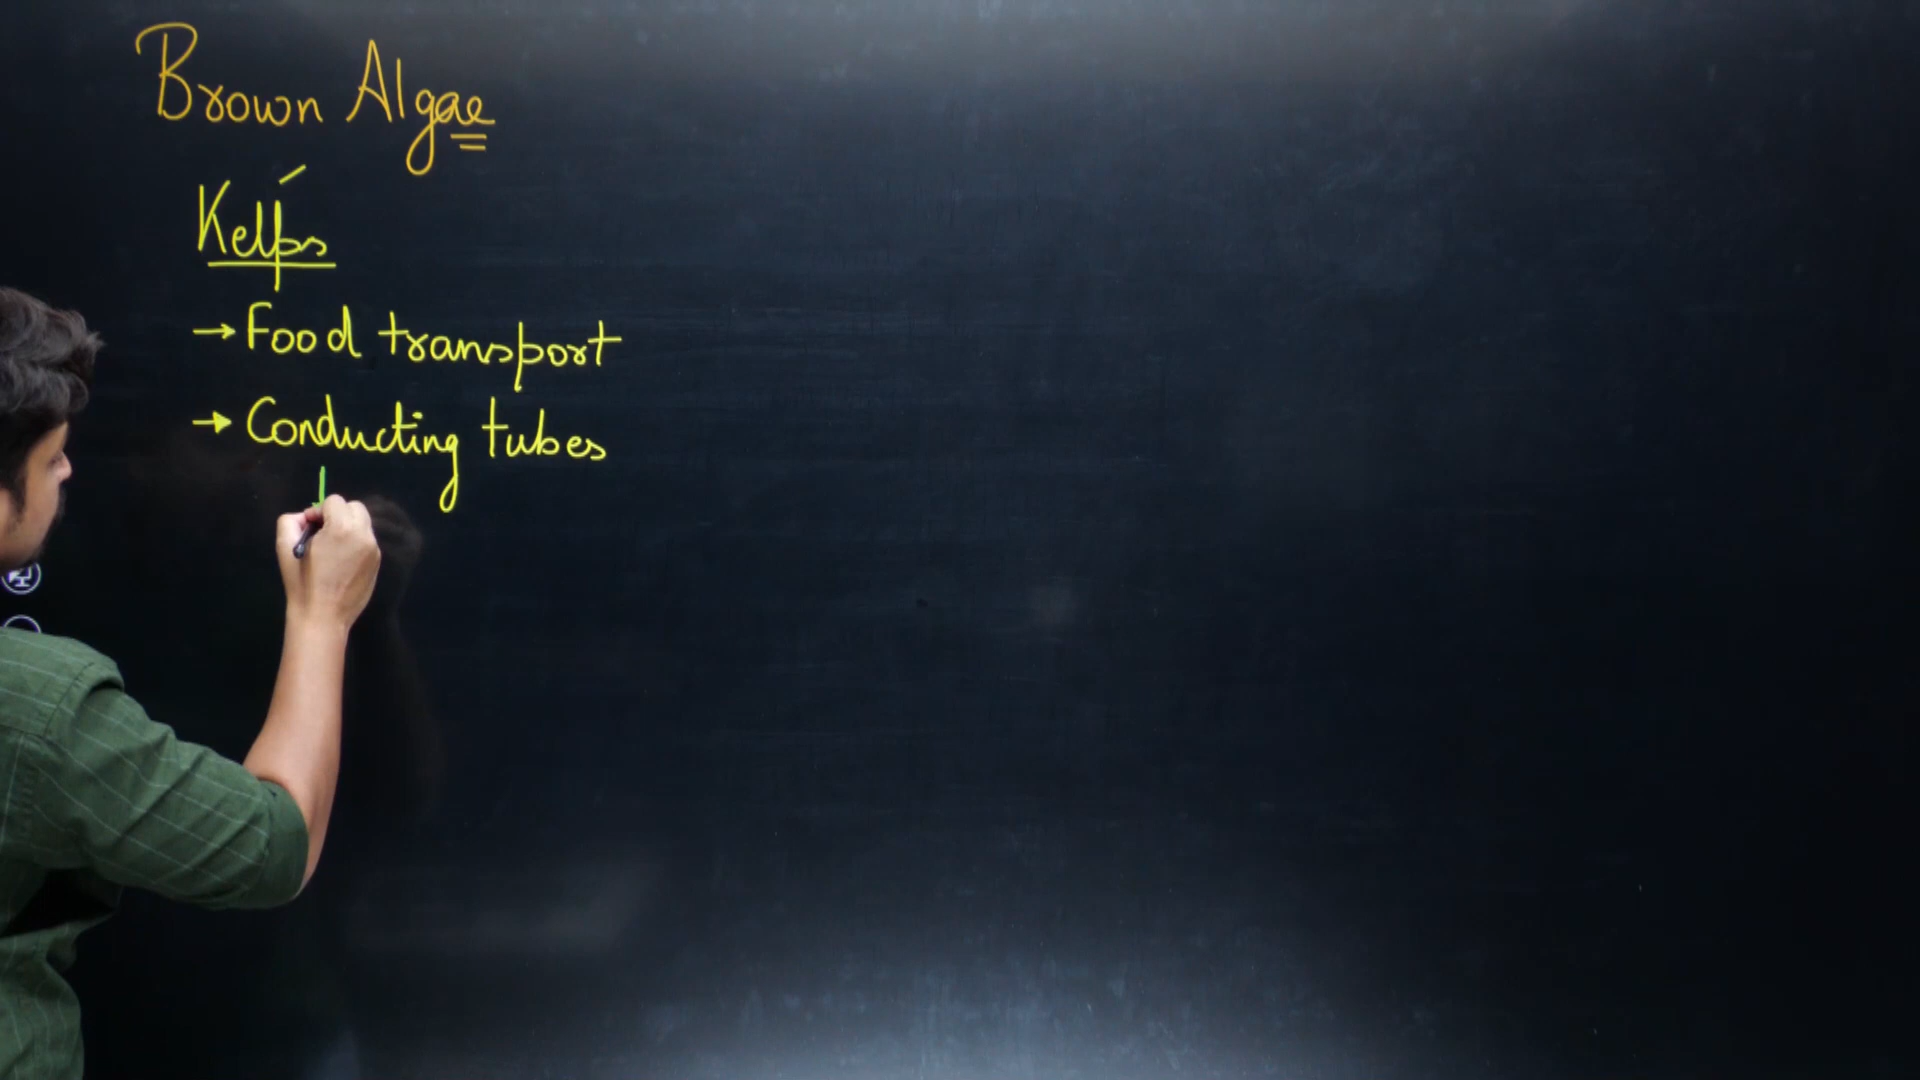 Brown Algae
Kelps
→ Food transport
→ Conducting tubes